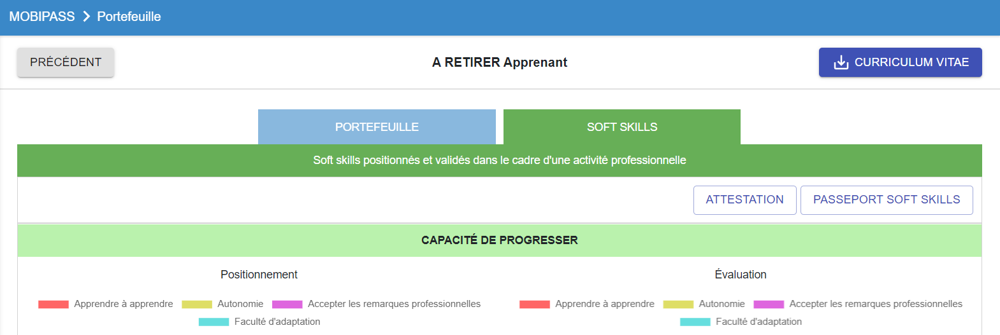 MOBIPASS > Portefeuille
PRÉCÉDENT
A RETIRER Apprenant
CURRICULUM VITAE
PORTEFEUILLE
SOFT SKILLS
Soft skills positionnés et validés dans le cadre d'une activité professionnelle
ATTESTATION
PASSEPORT SOFT SKILLS
CAPACITÉ DE PROGRESSER
Positionnement
Apprendre à apprendre Autonomie Accepter les remarques professionnelles
Faculté d'adaptation
Évaluation
Apprendre à apprendre Autonomie Accepter les remarques professionnelles
Faculté d'adaptation